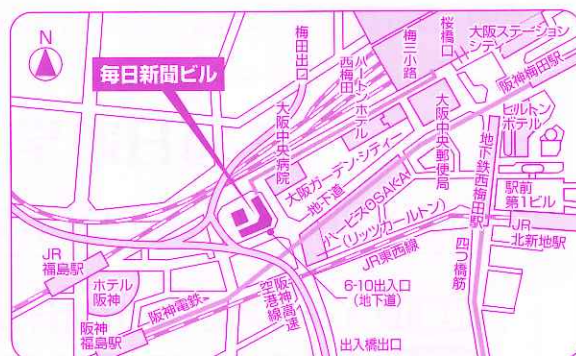 N
毎日新聞ビル
梅田出口
ハートンホテル
西梅田
梅三小路
桜橋口
大阪ステーション
シティ
阪神梅田駅
大阪中央病院
大阪ガーデン・シティー
地下道
大阪中央郵便局
ヒルトン
ホテル
地下鉄西梅田駅
駅前
第1ビル
ハービスOSAKA
(リッツカールトン)
JR東西線
JR
北新地駅
四つ橋筋
6-10出入口
(地下道)
JR
福島駅
ホテル
阪神
阪神
福島駅
阪神電鉄
阪神高速
空港線
出入橋出口